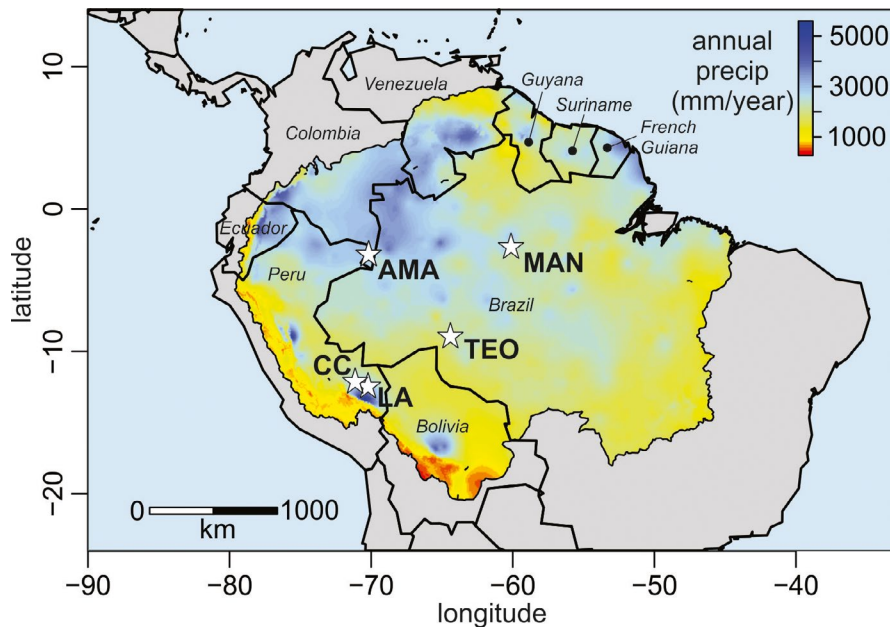 annual
precip
(mm/year)
5000
3000
1000
10
0
−10
−20
latitude
Venezuela
Guyana
Suriname
French
Guiana
Colombia
Ecuador
Peru
AMA
MAN
Brazil
TEO
CC
LA
Bolivia
0
1000
km
−90
−80
−70
−60
−50
−40
longitude